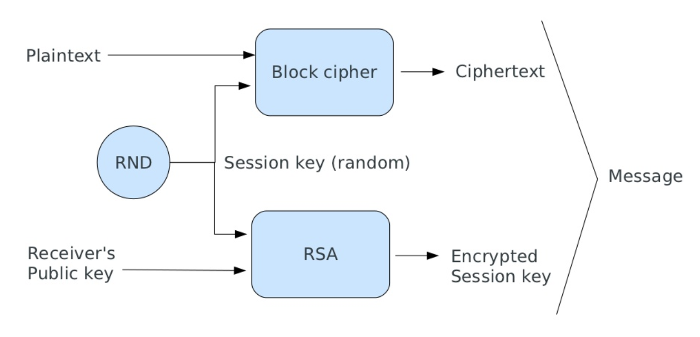 Plaintext
Block cipher
Ciphertext
RND
Session key (random)
Message
Receiver's
Public key
RSA
Encrypted
Session key